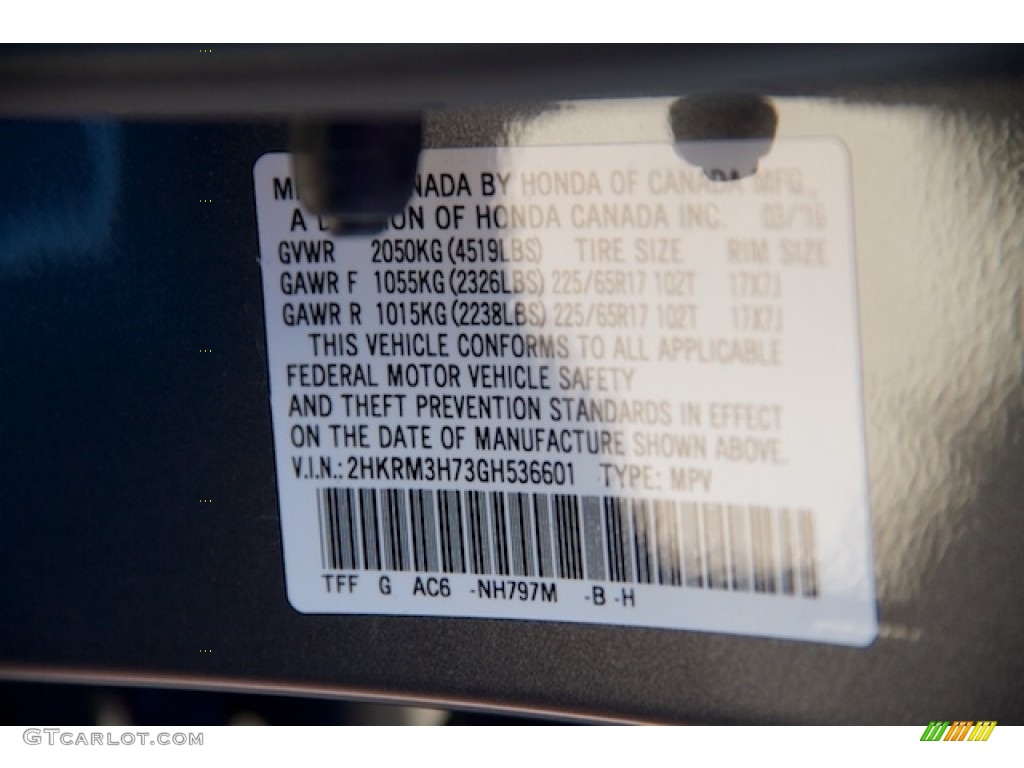 NADA BY HONDA OF CANADA MFG.,
A ON OF HONDA CANADA INC. 03/16
GVWR 2050KG (4519LBS) TIRE SIZE RIM SIZE
GAWR F 1055KG (2326LBS) 225/65R17 102T 17X7J
GAWR R 1015KG (2238LBS) 225/65R17 102T 17X7J
THIS VEHICLE CONFORMS TO ALL APPLICABLE
FEDERAL MOTOR VEHICLE SAFETY
AND THEFT PREVENTION STANDARDS IN EFFECT
ON THE DATE OF MANUFACTURE SHOWN ABOVE.
V.I.N.: 2HKRM3H73GH536601 TYPE: MPV
TFF G AC6 -NH797M -B -H
GTCARLOT.COM